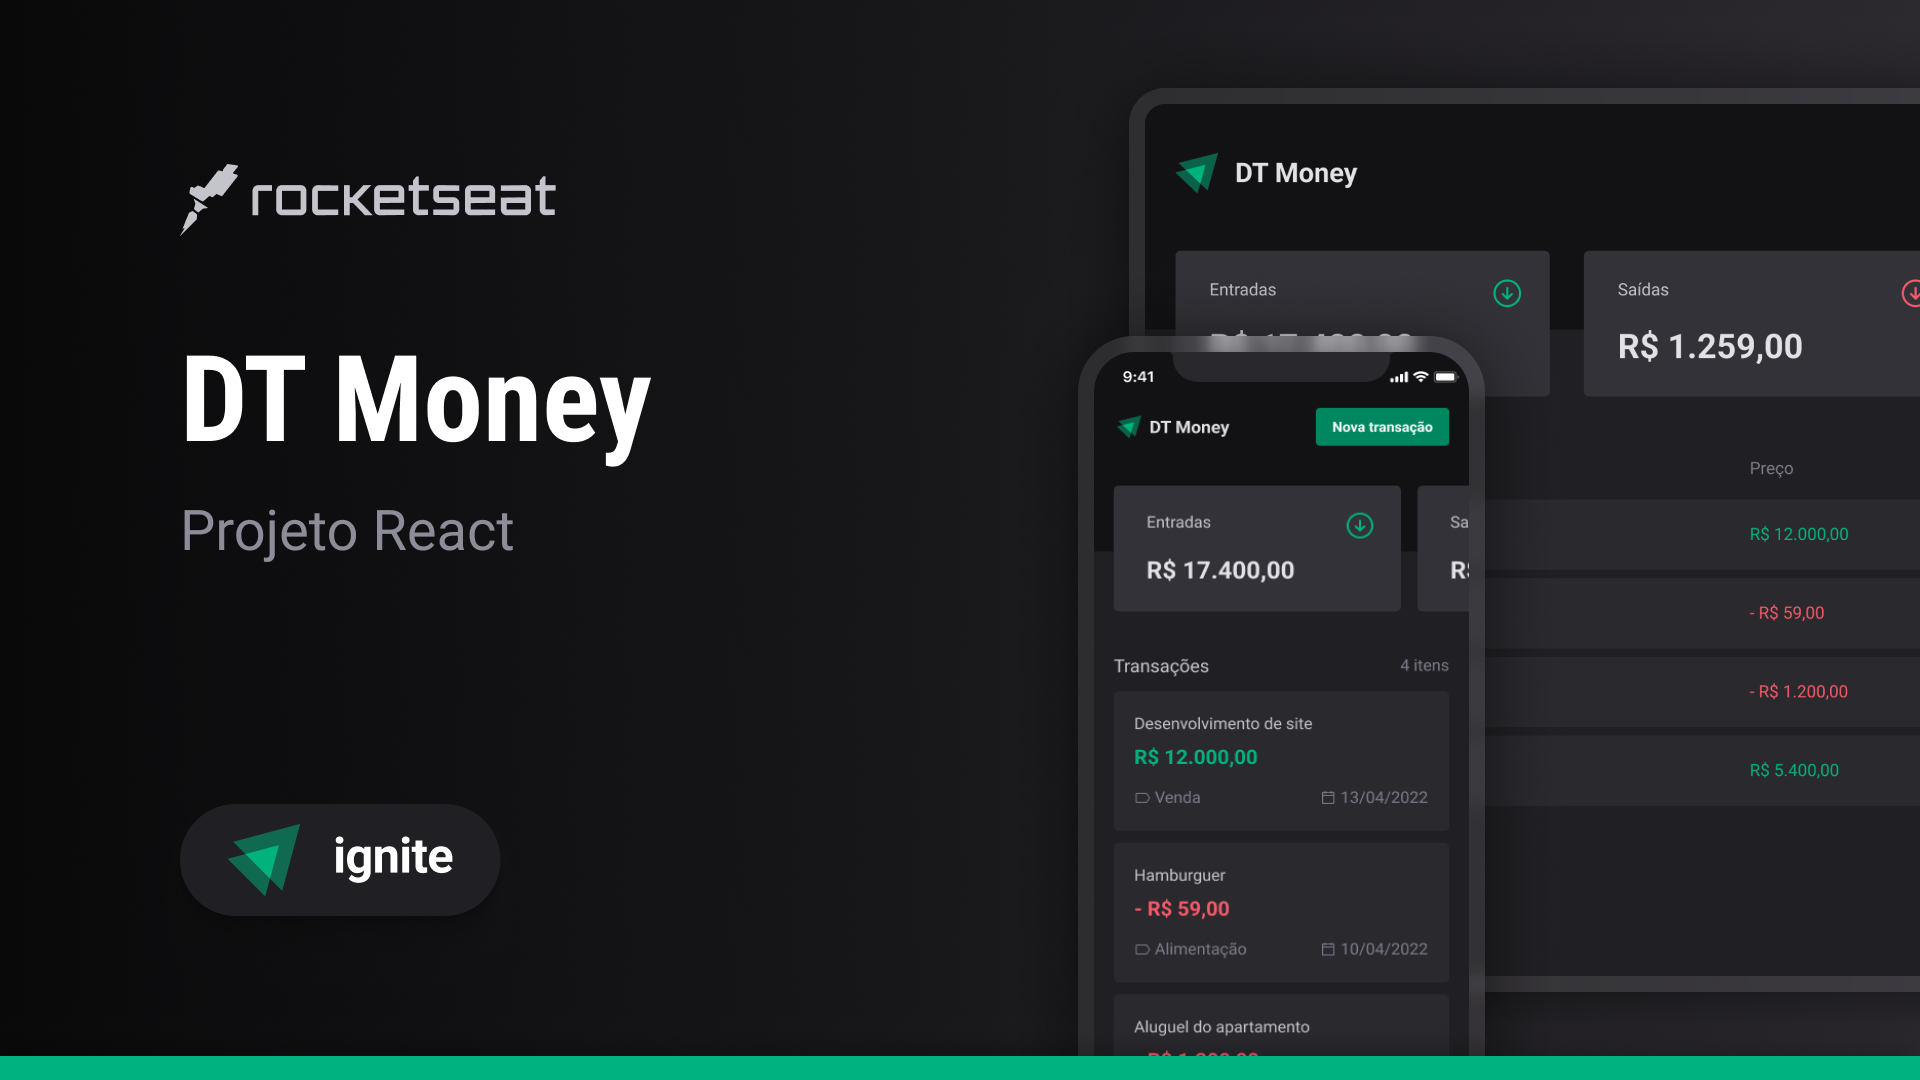 rocketseat
DT Money
Projeto React
ignite
DT Money
Entradas
Saídas
R$ 1.259,00
Preço
R$ 12.000,00
- R$ 59,00
- R$ 1.200,00
R$ 5.400,00
9:41
DT Money
Nova transação
Entradas
Sa
R$ 17.400,00
R$
Transações
4 itens
Desenvolvimento de site
R$ 12.000,00
Venda
13/04/2022
Hamburguer
- R$ 59,00
Alimentação
10/04/2022
Aluguel do apartamento